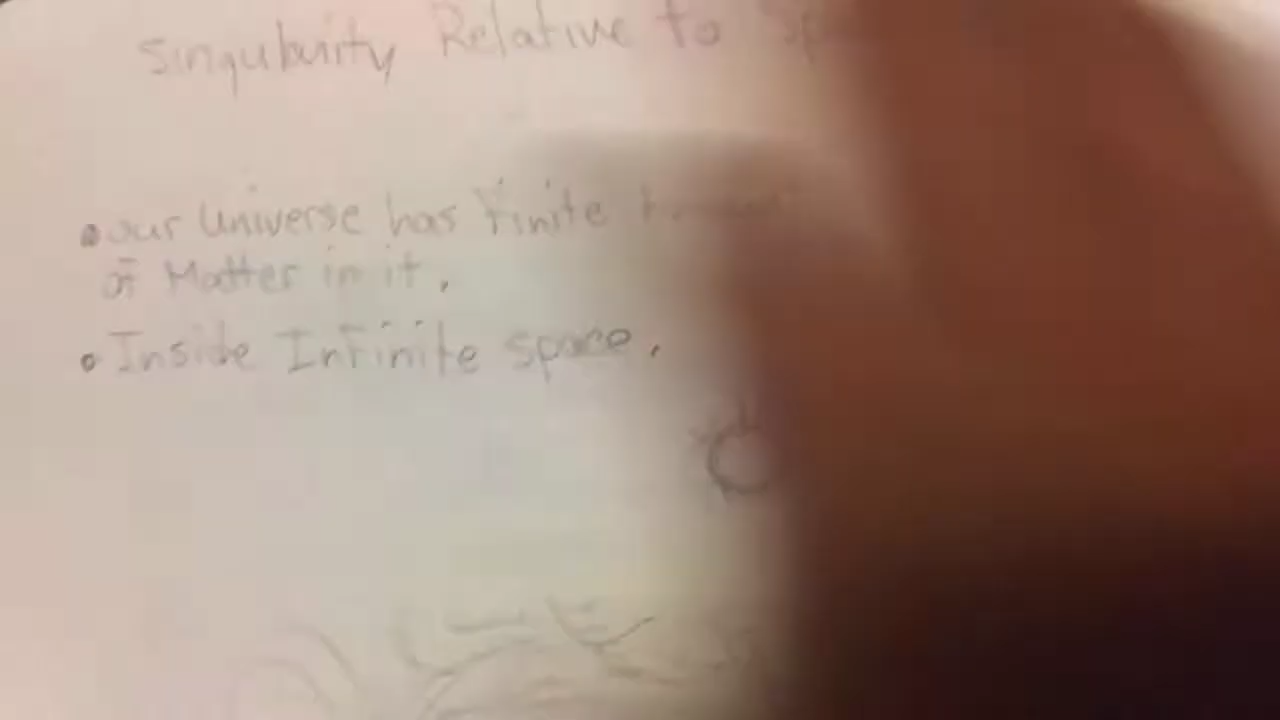 Singularity Relative to
our Universe has Finite
of Matter in it.
Inside Infinite space.